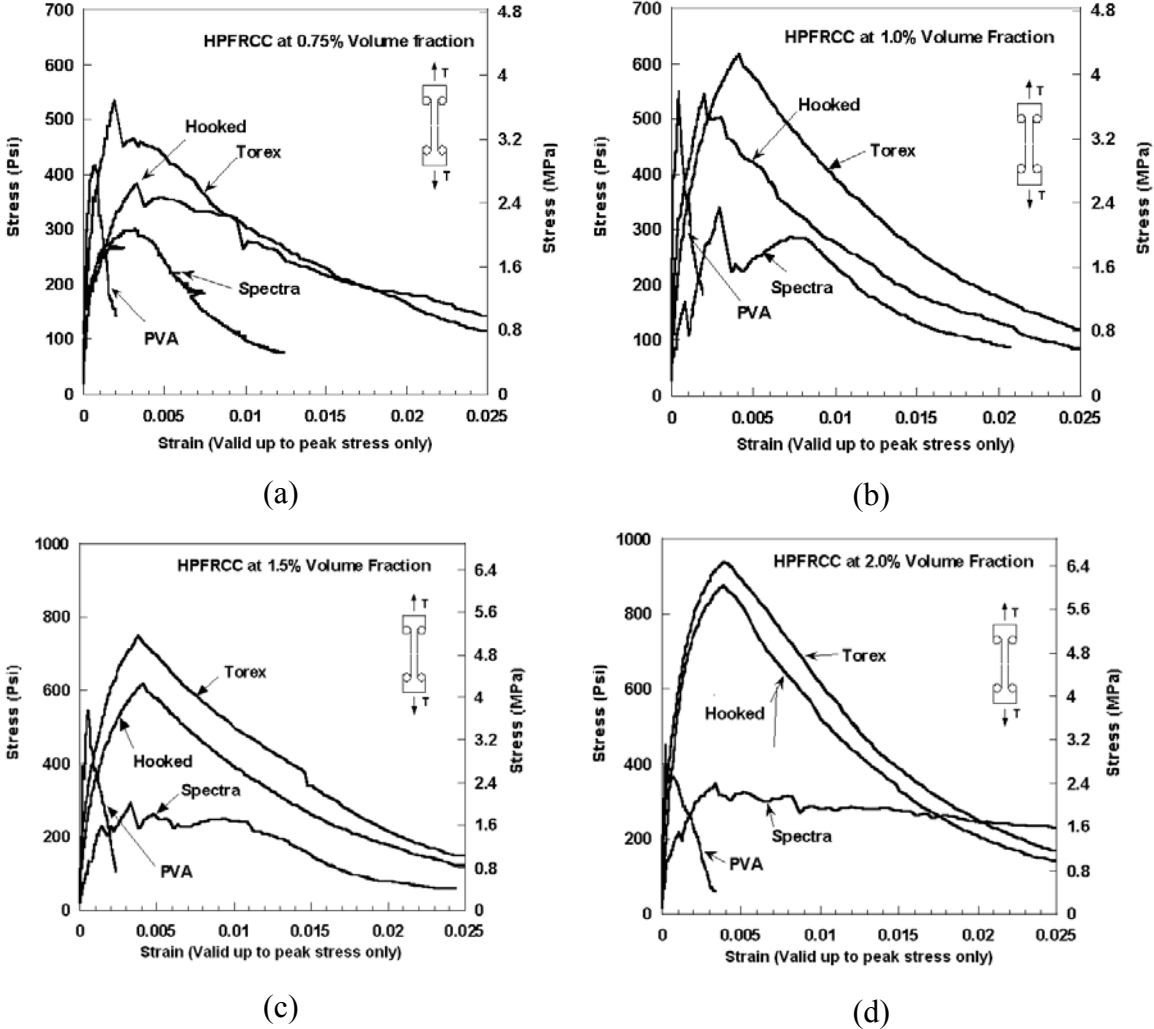 HPFRCC at 0.75% Volume fraction
Stress (Psi)
700
600
500
400
300
200
100
0
4.8
4
3.2
2.4
1.6
0.8
0
Stress (MPa)
T
T
Hooked
Torex
Spectra
PVA
0 0.005 0.01 0.015 0.02 0.025
Strain (Valid up to peak stress only)
(a)
HPFRCC at 1.0% Volume Fraction
Stress (Psi)
700
600
500
400
300
200
100
0
4.8
4
3.2
2.4
1.6
0.8
0
Stress (MPa)
T
T
Hooked
Torex
Spectra
PVA
0 0.005 0.01 0.015 0.02 0.025
Strain (Valid up to peak stress only)
(b)
HPFRCC at 1.5% Volume Fraction
Stress (Psi)
1000
800
600
400
200
0
6.4
5.6
4.8
4
3.2
2.4
1.6
0.8
0
Stress (MPa)
T
T
Torex
Hooked
Spectra
PVA
0 0.005 0.01 0.015 0.02 0.025
Strain (Valid up to peak stress only)
(c)
HPFRCC at 2.0% Volume Fraction
Stress (Psi)
1000
800
600
400
200
0
6.4
5.6
4.8
4
3.2
2.4
1.6
0.8
0
Stress (MPa)
T
T
Torex
Hooked
Spectra
PVA
0 0.005 0.01 0.015 0.02 0.025
Strain (Valid up to peak stress only)
(d)